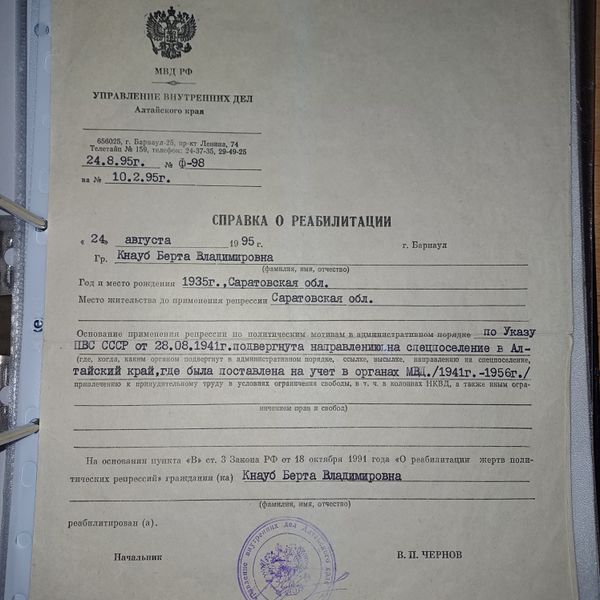 МВД РФ
УПРАВЛЕНИЕ ВНУТРЕННИХ ДЕЛ
Алтайского края
656025, г. Барнаул-25, пр-кт Ленина, 74
Телетайп № 159, телефон: 24-37-35, 29-49-25
24.8.95г. № Ф-98
на № 10.2.95г.
СПРАВКА О РЕАБИЛИТАЦИИ
« 24» августа 1995 г. г. Барнаул
Гр. Кнауб Берта Владимировна
(фамилия, имя, отчество)
Год и место рождения 1935г.,Саратовская обл.
Место жительства до применения репрессии Саратовская обл.
Основание применения репрессии по политическим мотивам в административном порядке по Указу
ПВС СССР от 28.08.1941г.подвергнута направлению.на спецпоселение в Ал-
(где, когда, каким органом подвергнут в административном порядке, ссылке, высылке, направлению на спецпоселение,
тайский край,где была поставлена на учет в органах МВД./1941г.-1956г./
привлечению к принудительному труду в условиях ограничения свободы, в т. ч. в колоннах НКВД, а также иным огра-
ничениям прав и свобод)
На основании пункта «В» ст. 3 Закона РФ от 18 октября 1991 года «О реабилитации жертв поли-
тических репрессий» гражданин (ка) Кнауб Берта Владимировна
(фамилия, имя, отчество)
реабилитирован (а).
Начальник В. П. ЧЕРНОВ
Управление внутренних дел Алтайского края